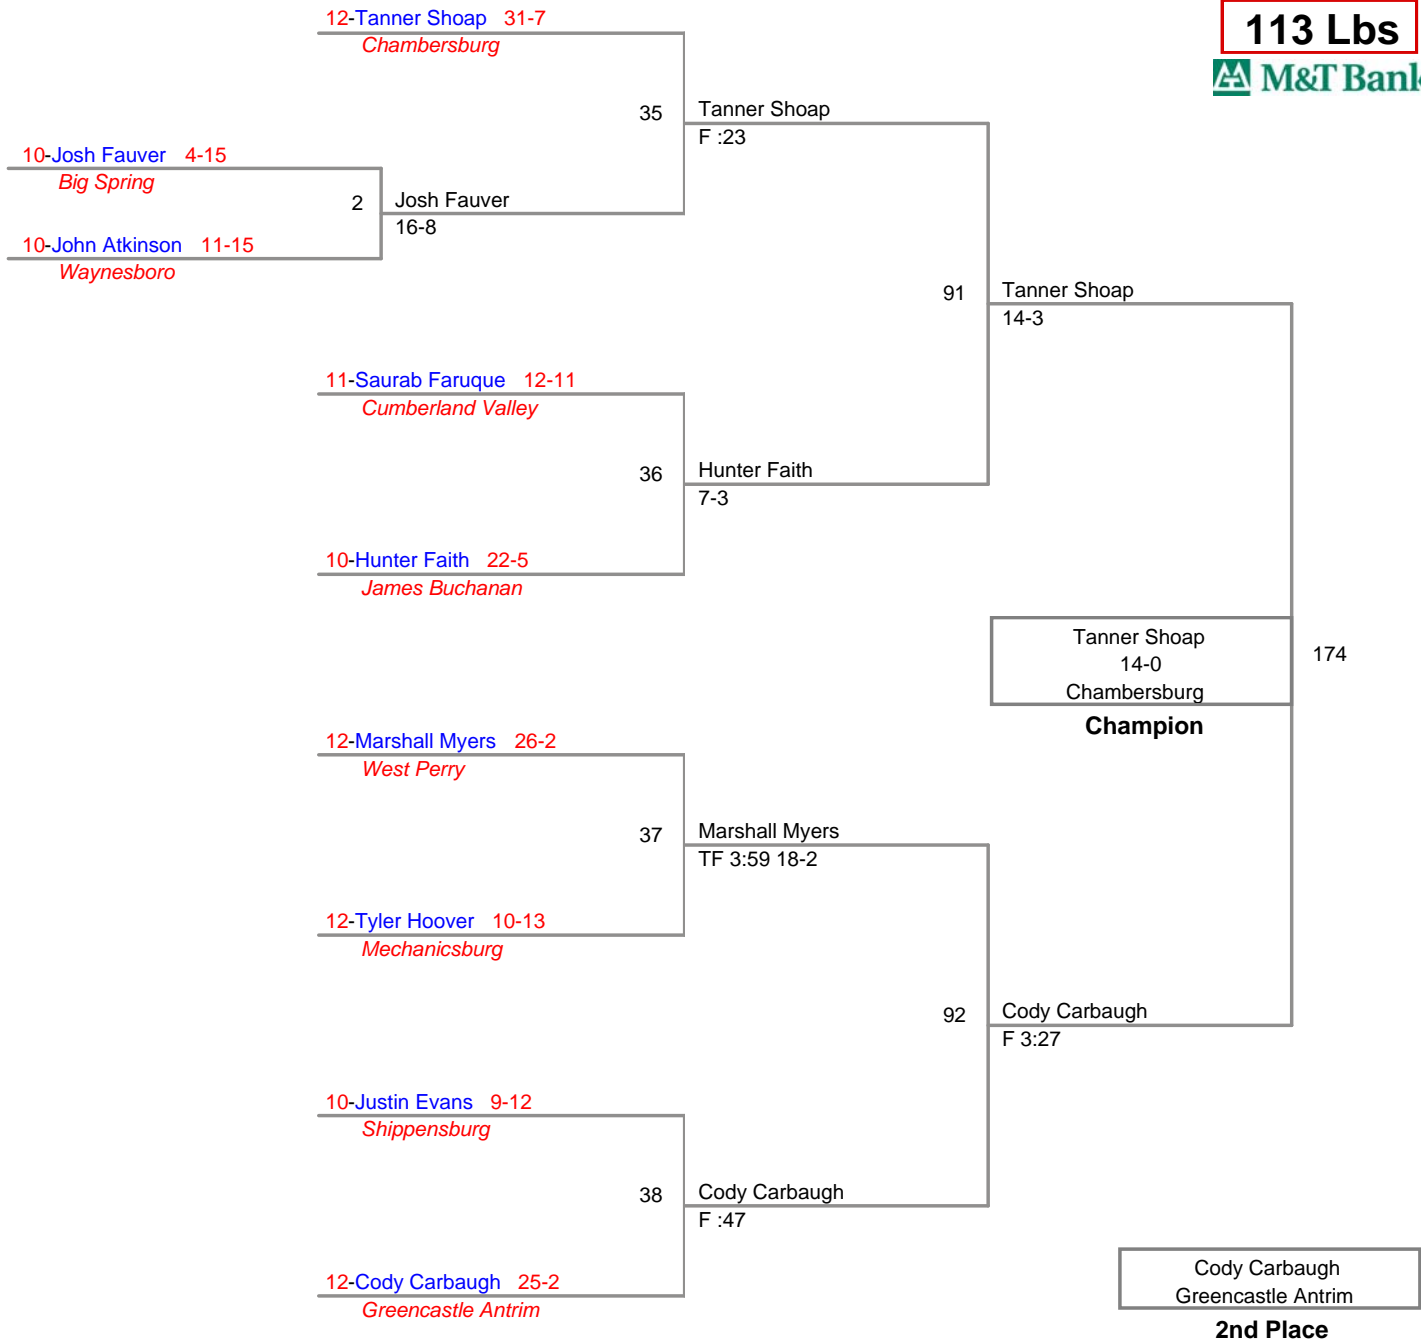 12-Tanner Shoap 31-7
Chambersburg
113 Lbs
M&T Bank
35
Tanner Shoap
F :23
10-Josh Fauver 4-15
Big Spring
2
Josh Fauver
16-8
10-John Atkinson 11-15
Waynesboro
91
Tanner Shoap
14-3
11-Saurab Faruque 12-11
Cumberland Valley
36
Hunter Faith
7-3
10-Hunter Faith 22-5
James Buchanan
Tanner Shoap
14-0
Chambersburg
174
Champion
12-Marshall Myers 26-2
West Perry
37
Marshall Myers
TF 3:59 18-2
12-Tyler Hoover 10-13
Mechanicsburg
92
Cody Carbaugh
F 3:27
10-Justin Evans 9-12
Shippensburg
38
Cody Carbaugh
F :47
12-Cody Carbaugh 25-2
Greencastle Antrim
Cody Carbaugh
Greencastle Antrim
2nd Place